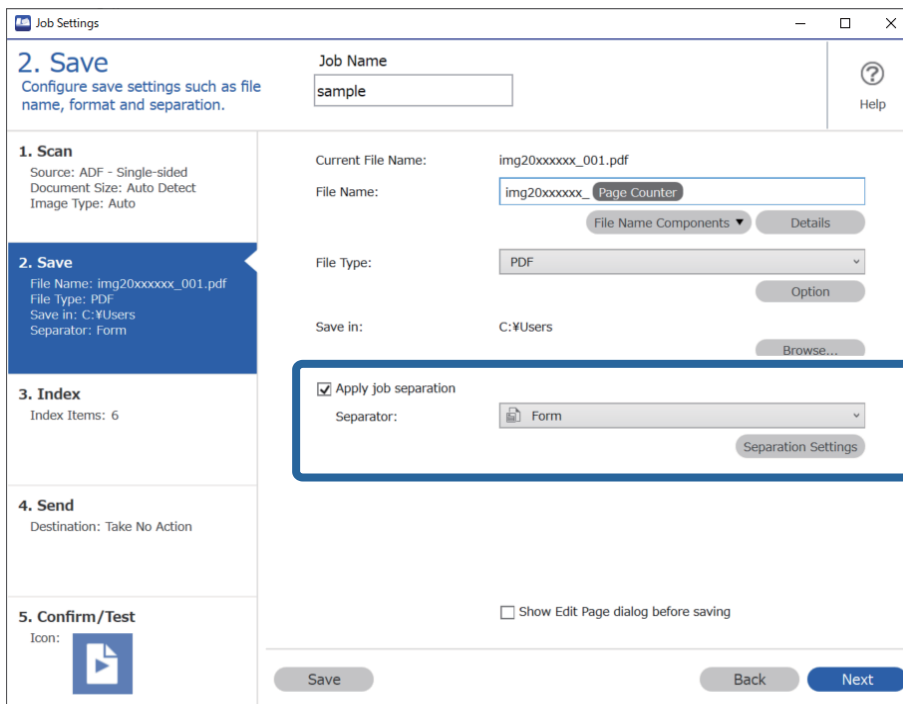 Job Settings
2. Save
Configure save settings such as file
name, format and separation.
Job Name
sample
Help
1. Scan
Source: ADF - Single-sided
Document Size: Auto Detect
Image Type: Auto
2. Save
File Name: img20xxxxxx_001.pdf
File Type: PDF
Save in: C:¥Users
Separator: Form
3. Index
Index Items: 6
4. Send
Destination: Take No Action
5. Confirm/Test
Icon:
Current File Name: img20xxxxxx_001.pdf
File Name: img20xxxxxx_ Page Counter
File Name Components ▼ Details
File Type: PDF
Option
Save in: C:¥Users
Browse...
Apply job separation
Separator: Form
Separation Settings
Show Edit Page dialog before saving
Save Back Next